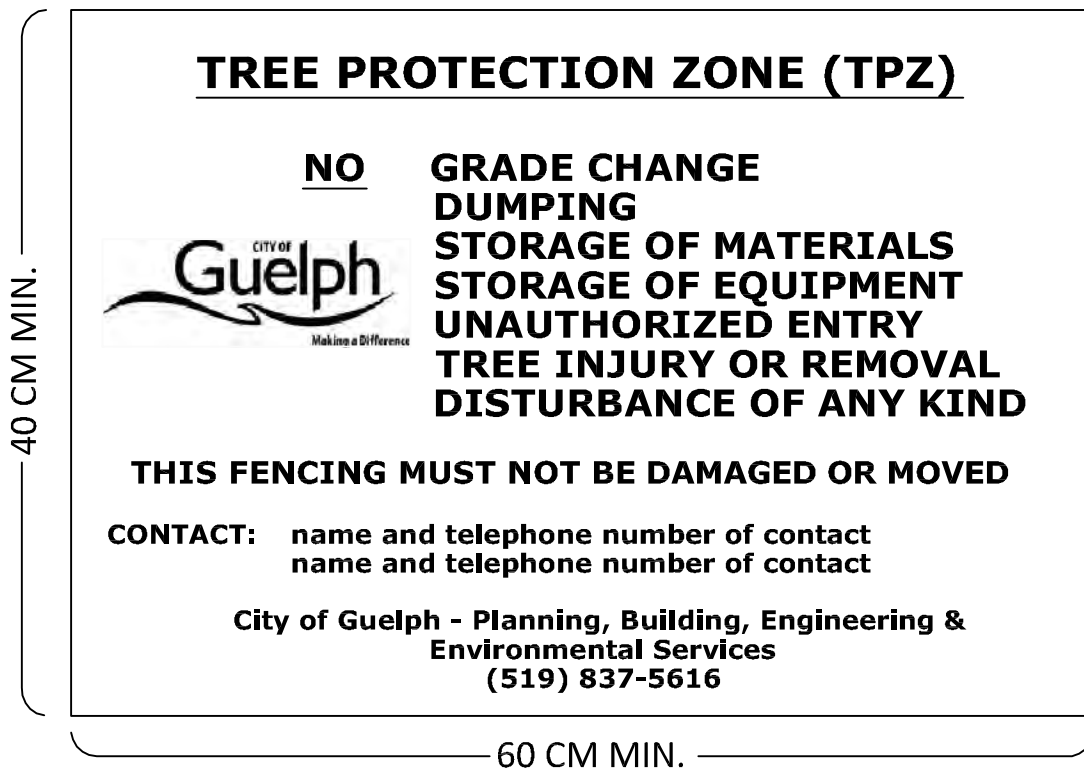 TREE PROTECTION ZONE (TPZ)
NO GRADE CHANGE
DUMPING
STORAGE OF MATERIALS
STORAGE OF EQUIPMENT
UNAUTHORIZED ENTRY
TREE INJURY OR REMOVAL
DISTURBANCE OF ANY KIND
CITY OF
Guelph
Making a Difference
THIS FENCING MUST NOT BE DAMAGED OR MOVED
CONTACT: name and telephone number of contact
name and telephone number of contact
City of Guelph - Planning, Building, Engineering &
Environmental Services
(519) 837-5616
40 CM MIN.
60 CM MIN.